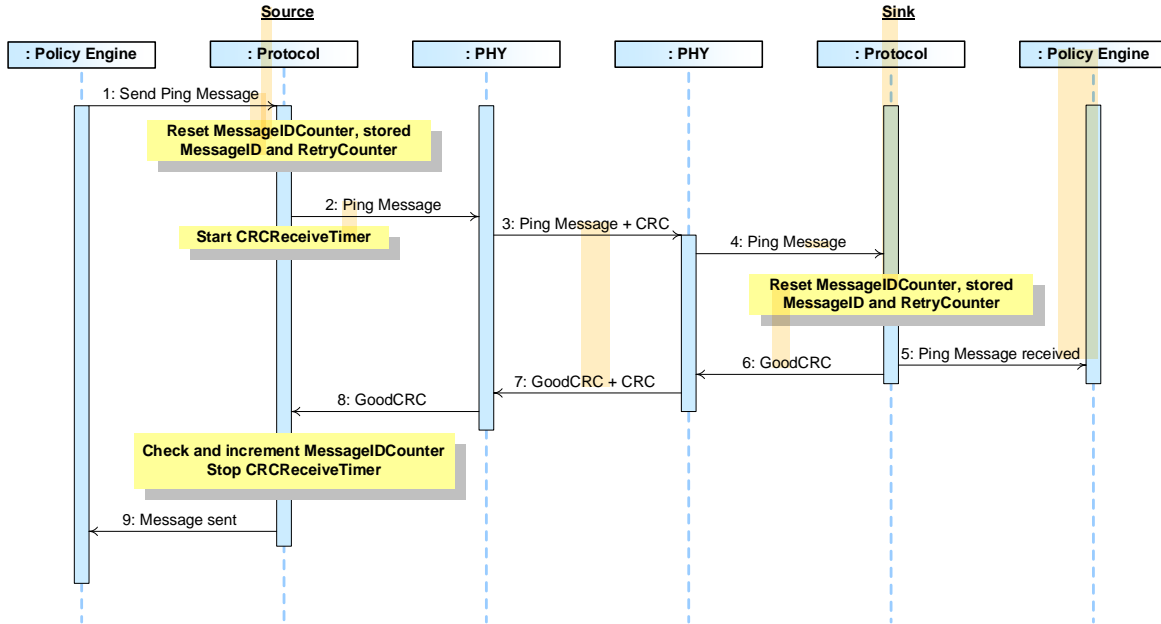 Source
Sink
: Policy Engine
: Protocol
: PHY
: PHY
: Protocol
: Policy Engine
1: Send Ping Message
Reset MessageIDCounter, stored
MessageID and RetryCounter
2: Ping Message
Start CRCReceiveTimer
3: Ping Message + CRC
4: Ping Message
Reset MessageIDCounter, stored
MessageID and RetryCounter
5: Ping Message received
6: GoodCRC
7: GoodCRC + CRC
8: GoodCRC
Check and increment MessageIDCounter
Stop CRCReceiveTimer
9: Message sent